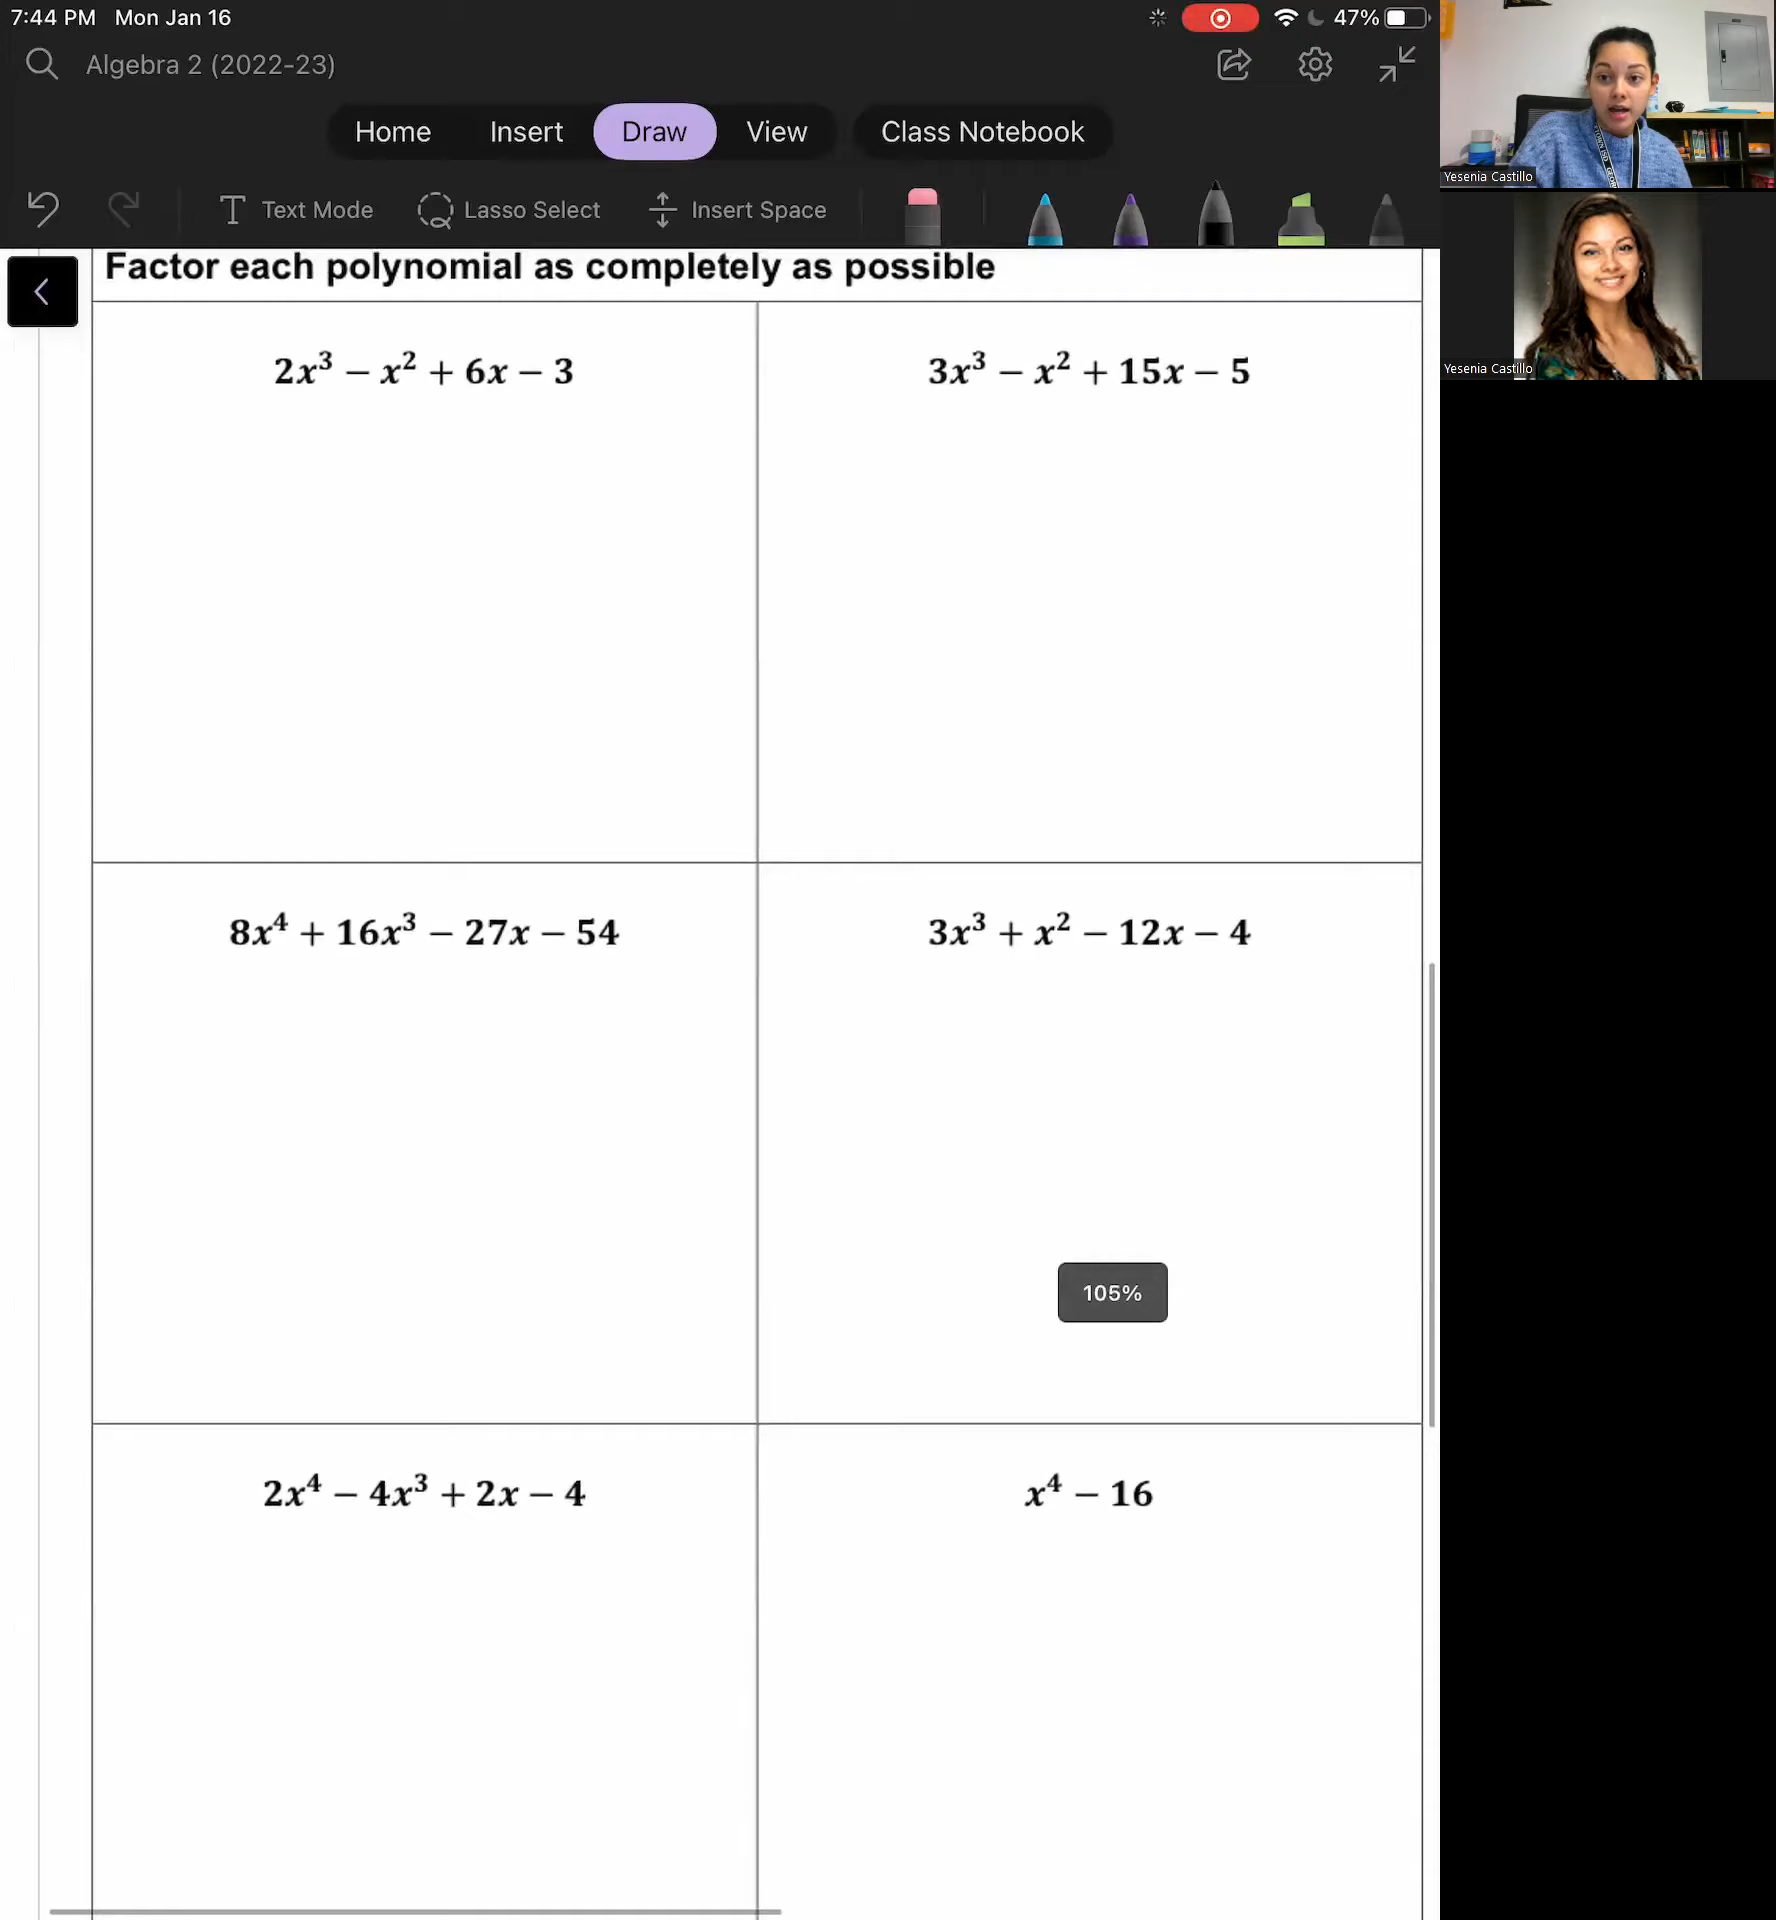 7:44 PM Mon Jan 16
47%
Algebra 2 (2022-23)
Home Insert Draw View Class Notebook
Text Mode Lasso Select Insert Space
Yesenia Castillo
Yesenia Castillo
Factor each polynomial as completely as possible
2x³ − x² + 6x − 3
3x³ − x² + 15x − 5
8x⁴ + 16x³ − 27x − 54
3x³ + x² − 12x − 4
105%
2x⁴ − 4x³ + 2x − 4
x⁴ − 16